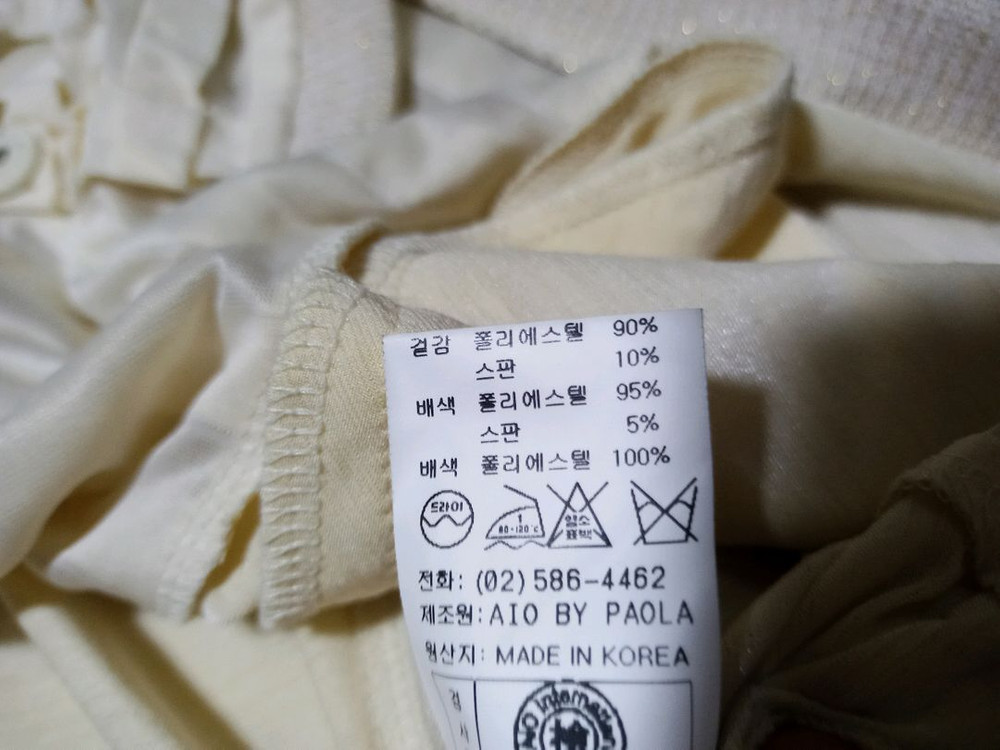 겉감 폴리에스텔 90%
스판 10%
배색 폴리에스텔 95%
스판 5%
배색 폴리에스텔 100%
드라이 1 80-120℃ 염소 표백
전화: (02)586-4462
제조원: AIO BY PAOLA
원산지: MADE IN KOREA
검